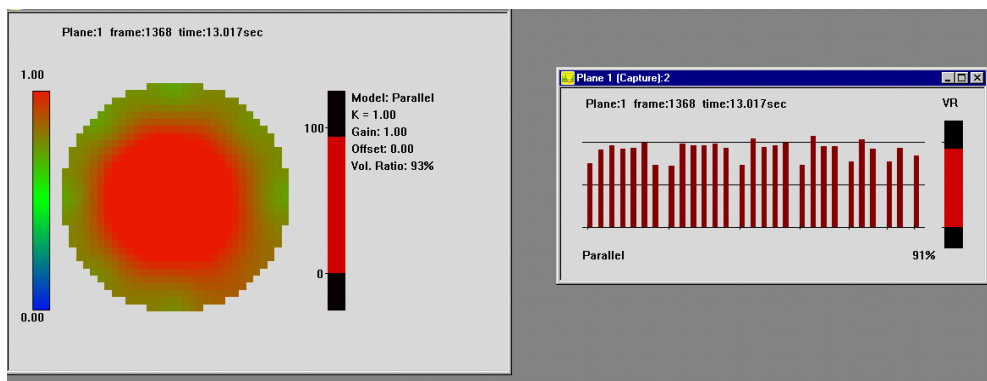 Plane:1 frame:1368 time:13.017sec
1.00
0.00
100
0
Model: Parallel
K = 1.00
Gain: 1.00
Offset: 0.00
Vol. Ratio: 93%
Plane 1 (Capture):2
Plane:1 frame:1368 time:13.017sec
VR
Parallel
91%